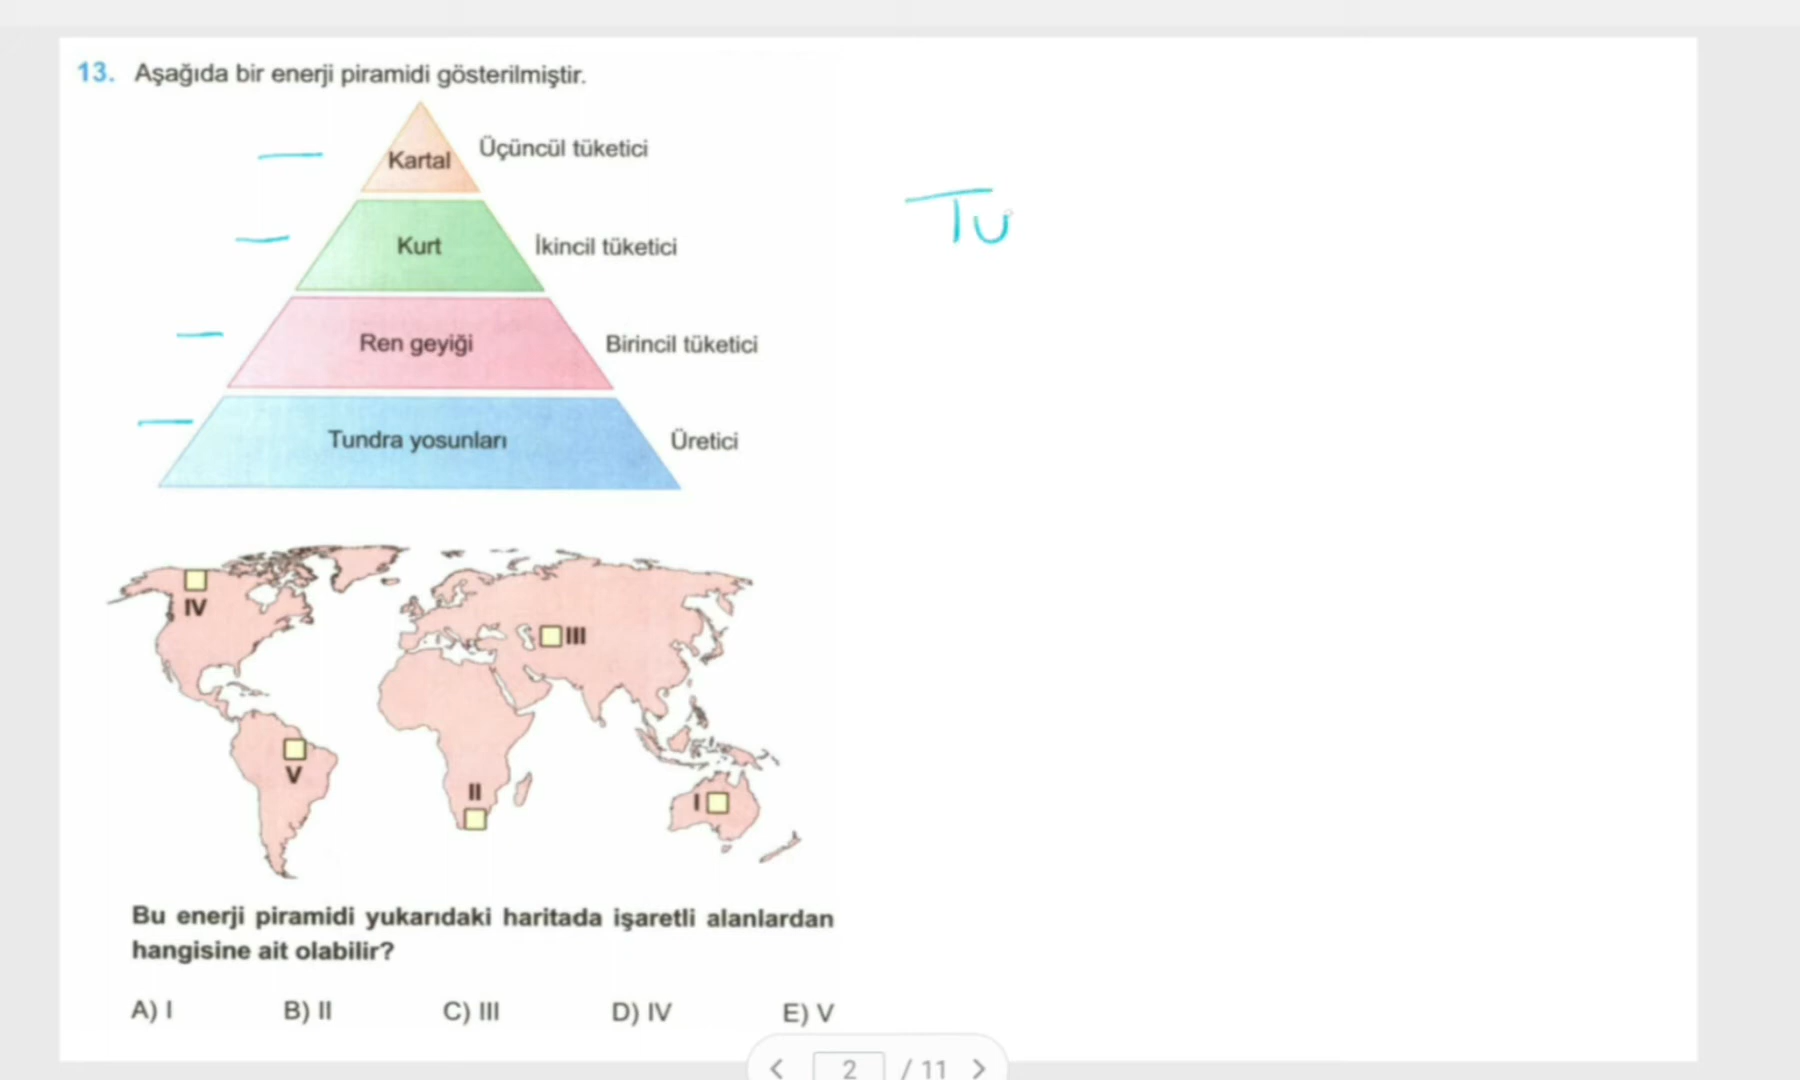 13. Aşağıda bir enerji piramidi gösterilmiştir.
Kartal
Üçüncül tüketici
Kurt
İkincil tüketici
Ren geyiği
Birincil tüketici
Tundra yosunları
Üretici
Tu
IV
III
V
II
I
Bu enerji piramidi yukarıdaki haritada işaretli alanlardan
hangisine ait olabilir?
A) I B) II C) III D) IV E) V
< 2 / 11 >